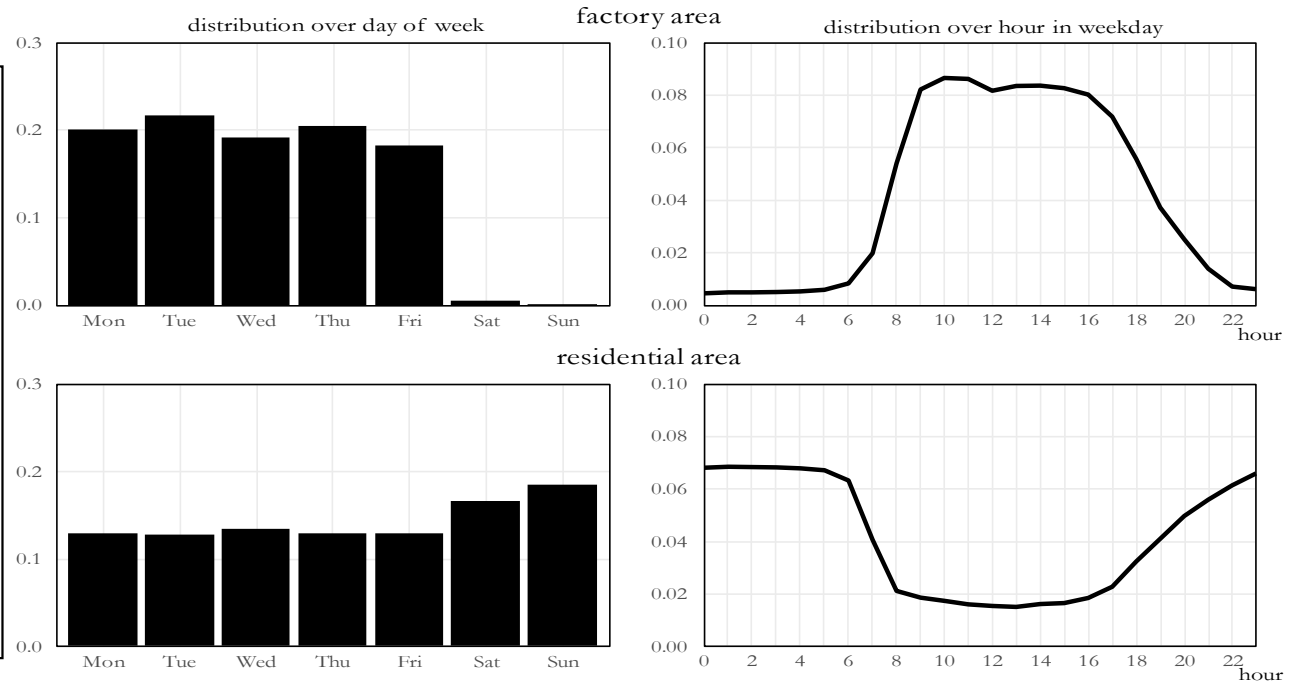 factory area
distribution over day of week
0.3
0.2
0.1
0.0
Mon Tue Wed Thu Fri Sat Sun
distribution over hour in weekday
0.10
0.08
0.06
0.04
0.02
0.00
0 2 4 6 8 10 12 14 16 18 20 22
hour
residential area
0.3
0.2
0.1
0.0
Mon Tue Wed Thu Fri Sat Sun
0.10
0.08
0.06
0.04
0.02
0.00
0 2 4 6 8 10 12 14 16 18 20 22
hour